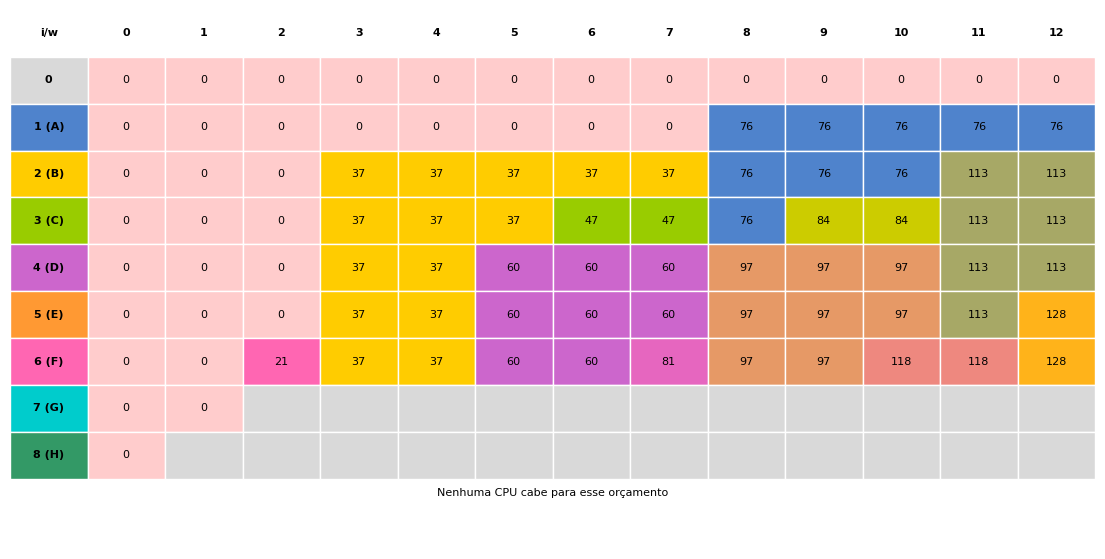 i/w 0 1 2 3 4 5 6 7 8 9 10 11 12
0 0 0 0 0 0 0 0 0 0 0 0 0 0
1 (A) 0 0 0 0 0 0 0 0 76 76 76 76 76
2 (B) 0 0 0 37 37 37 37 37 76 76 76 113 113
3 (C) 0 0 0 37 37 37 47 47 76 84 84 113 113
4 (D) 0 0 0 37 37 60 60 60 97 97 97 113 113
5 (E) 0 0 0 37 37 60 60 60 97 97 97 113 128
6 (F) 0 0 21 37 37 60 60 81 97 97 118 118 128
7 (G) 0 0
8 (H) 0
Nenhuma CPU cabe para esse orçamento